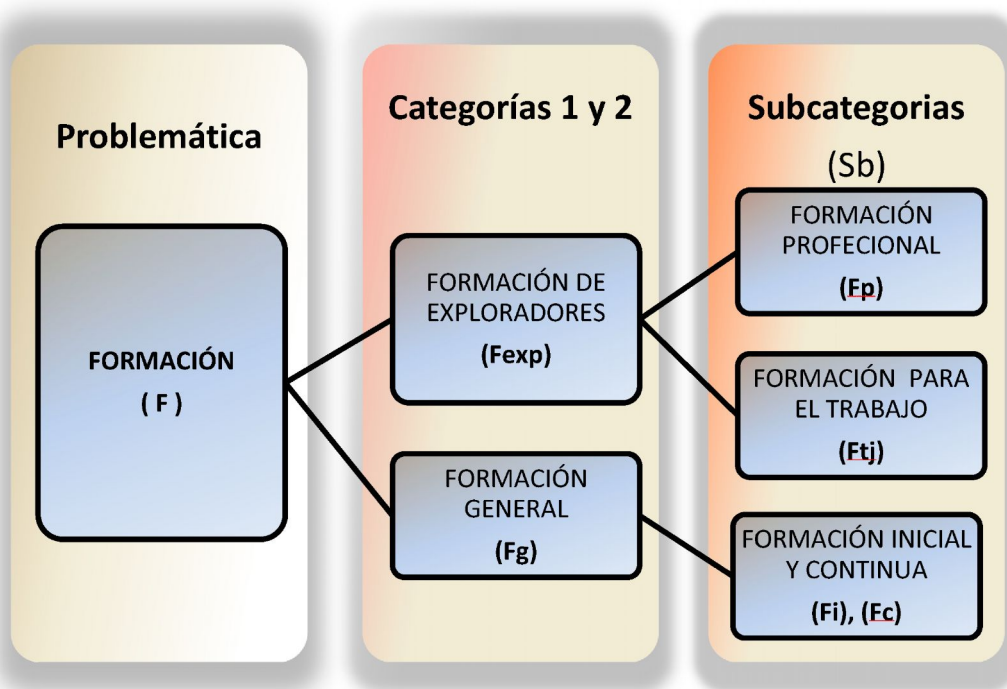 Problemática
FORMACIÓN
( F )
Categorías 1 y 2
FORMACIÓN DE
EXPLORADORES
(Fexp)
FORMACIÓN
GENERAL
(Fg)
Subcategorias
(Sb)
FORMACIÓN
PROFECIONAL
(Fp)
FORMACIÓN PARA
EL TRABAJO
(Ftj)
FORMACIÓN INICIAL
Y CONTINUA
(Fi), (Fc)